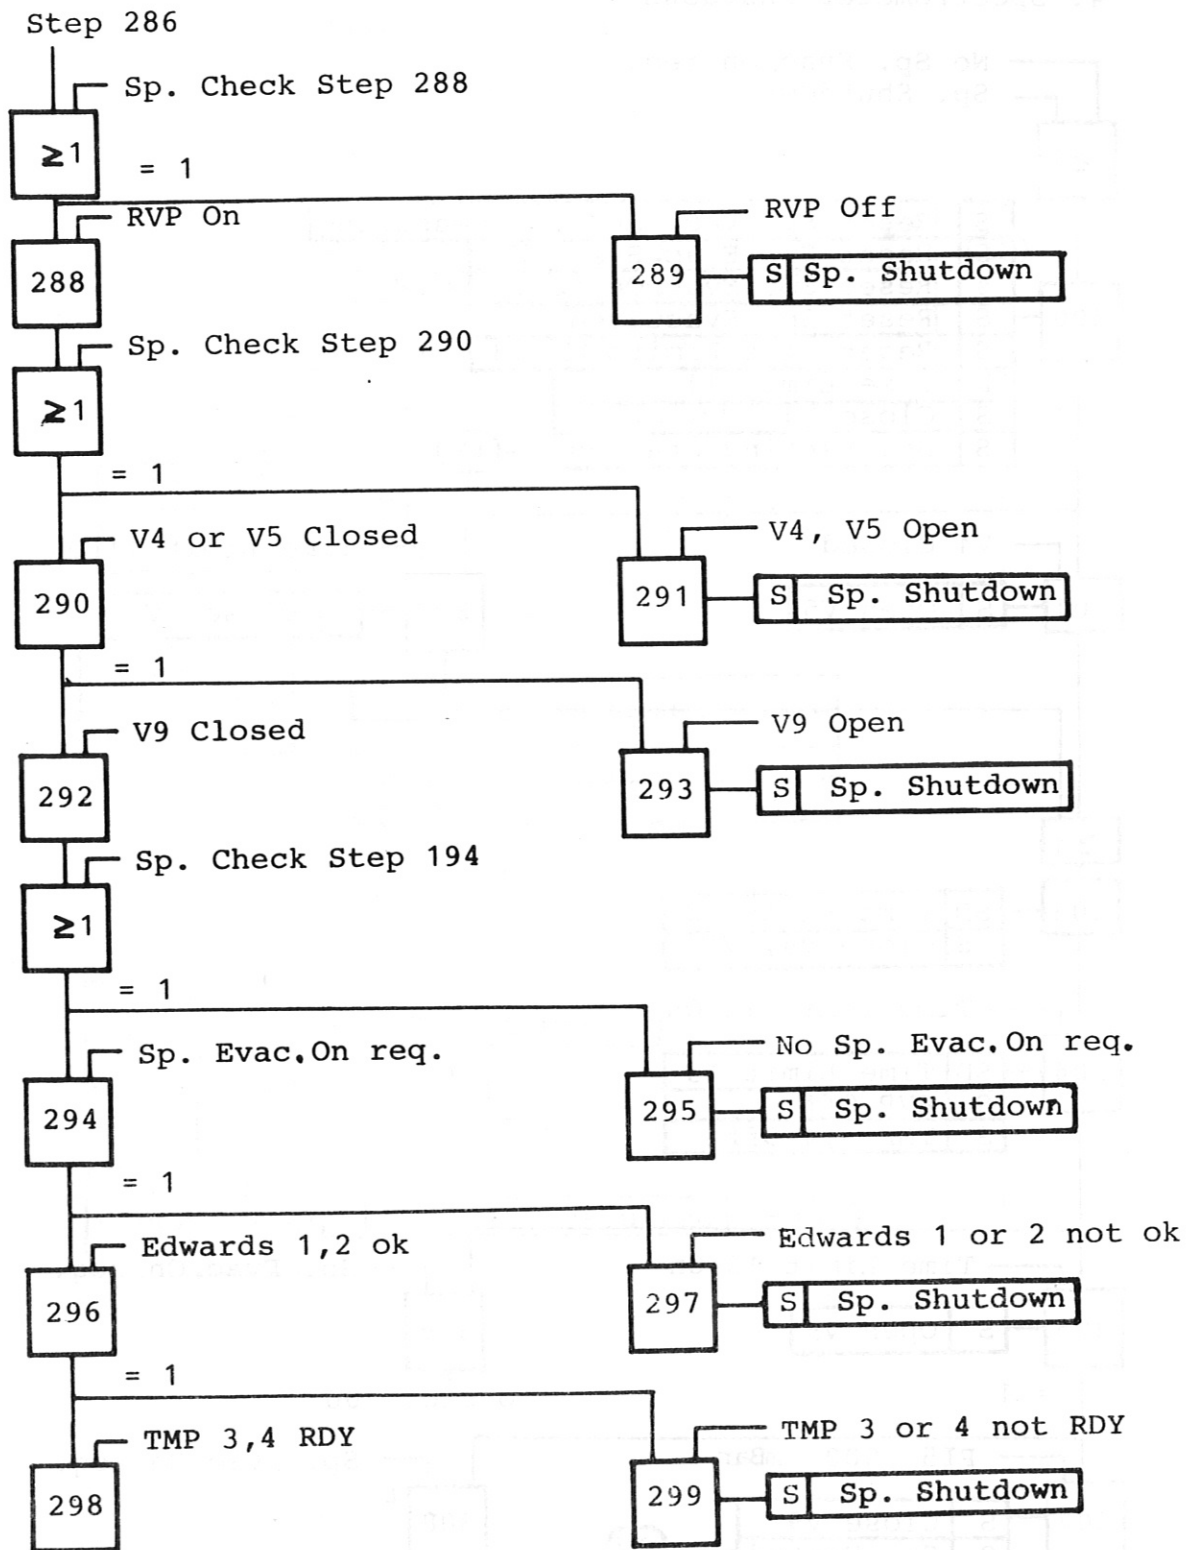 Step 286
Sp. Check Step 288
≥1
= 1
RVP On
RVP Off
288
289
S Sp. Shutdown
Sp. Check Step 290
≥1
= 1
V4 or V5 Closed
V4, V5 Open
290
291
S Sp. Shutdown
= 1
V9 Closed
V9 Open
292
293
S Sp. Shutdown
Sp. Check Step 194
≥1
= 1
Sp. Evac.On req.
No Sp. Evac.On req.
294
295
S Sp. Shutdown
= 1
Edwards 1,2 ok
Edwards 1 or 2 not ok
296
297
S Sp. Shutdown
= 1
TMP 3,4 RDY
TMP 3 or 4 not RDY
298
299
S Sp. Shutdown